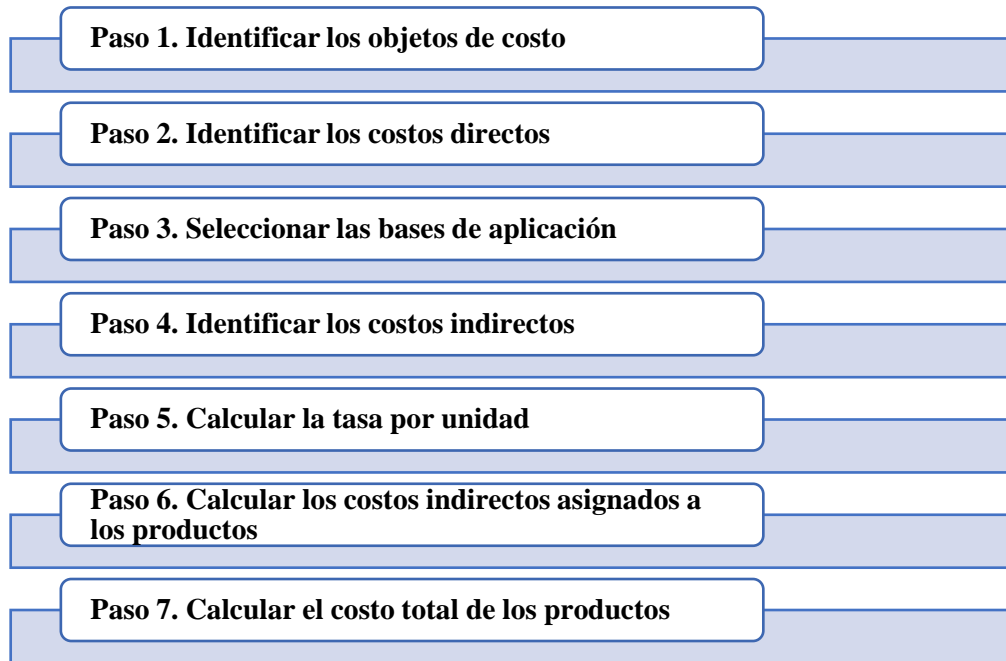 Paso 1. Identificar los objetos de costo
Paso 2. Identificar los costos directos
Paso 3. Seleccionar las bases de aplicación
Paso 4. Identificar los costos indirectos
Paso 5. Calcular la tasa por unidad
Paso 6. Calcular los costos indirectos asignados a
los productos
Paso 7. Calcular el costo total de los productos